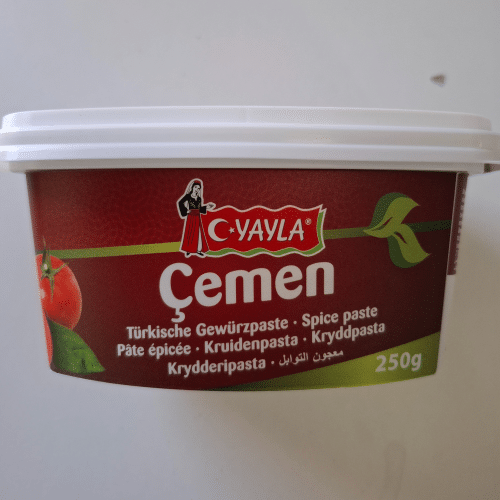 C★YAYLA®
Çemen
Türkische Gewürzpaste · Spice paste
Pâte épicée · Kruidenpasta · Kryddpasta
Krydderipasta · معجون التوابل
250g